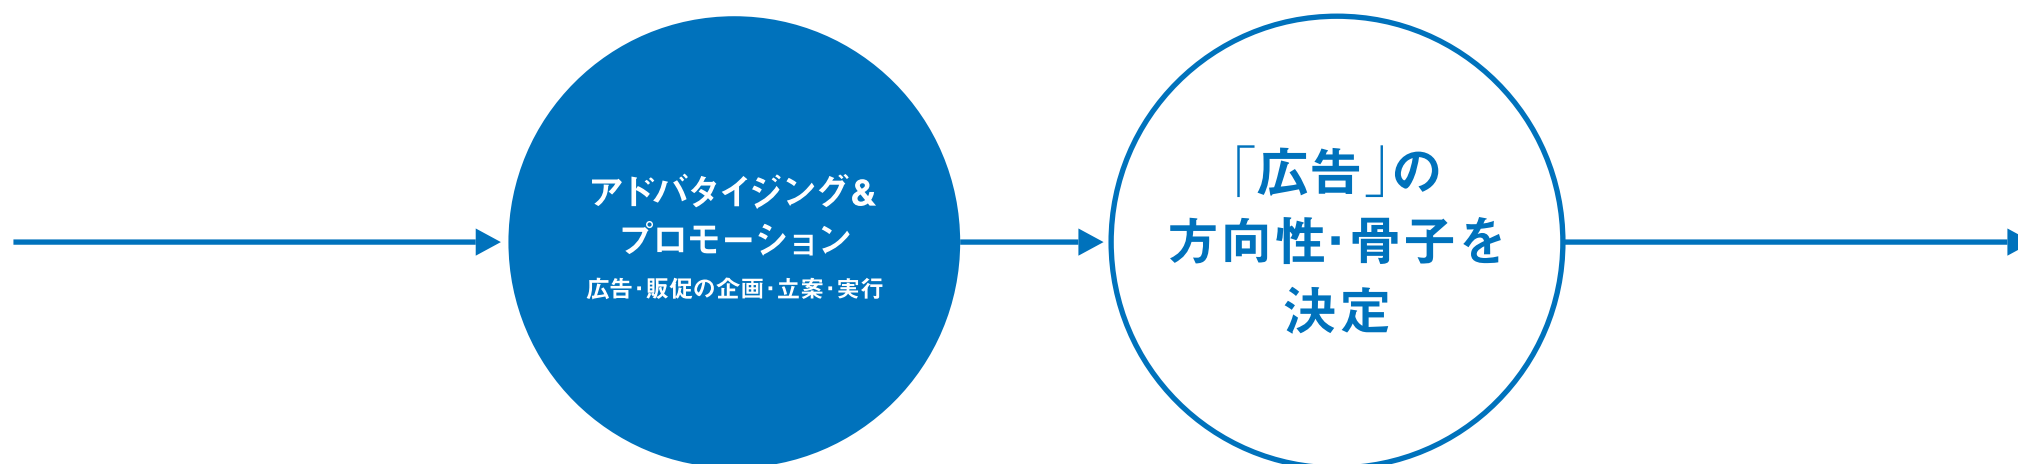 アドバタイジング&
プロモーション
広告・販促の企画・立案・実行
「広告」の
方向性・骨子を
決定